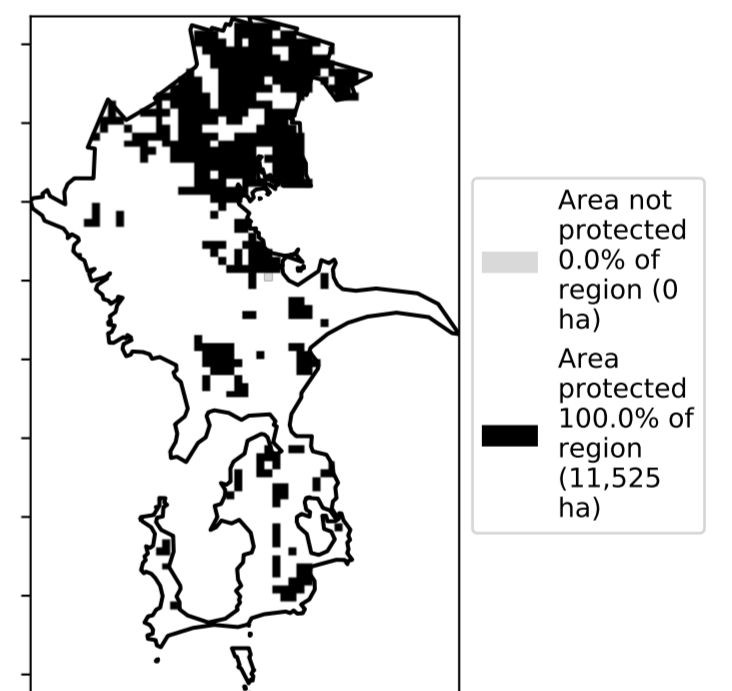 Area not
protected
0.0% of
region (0
ha)
Area
protected
100.0% of
region
(11,525
ha)